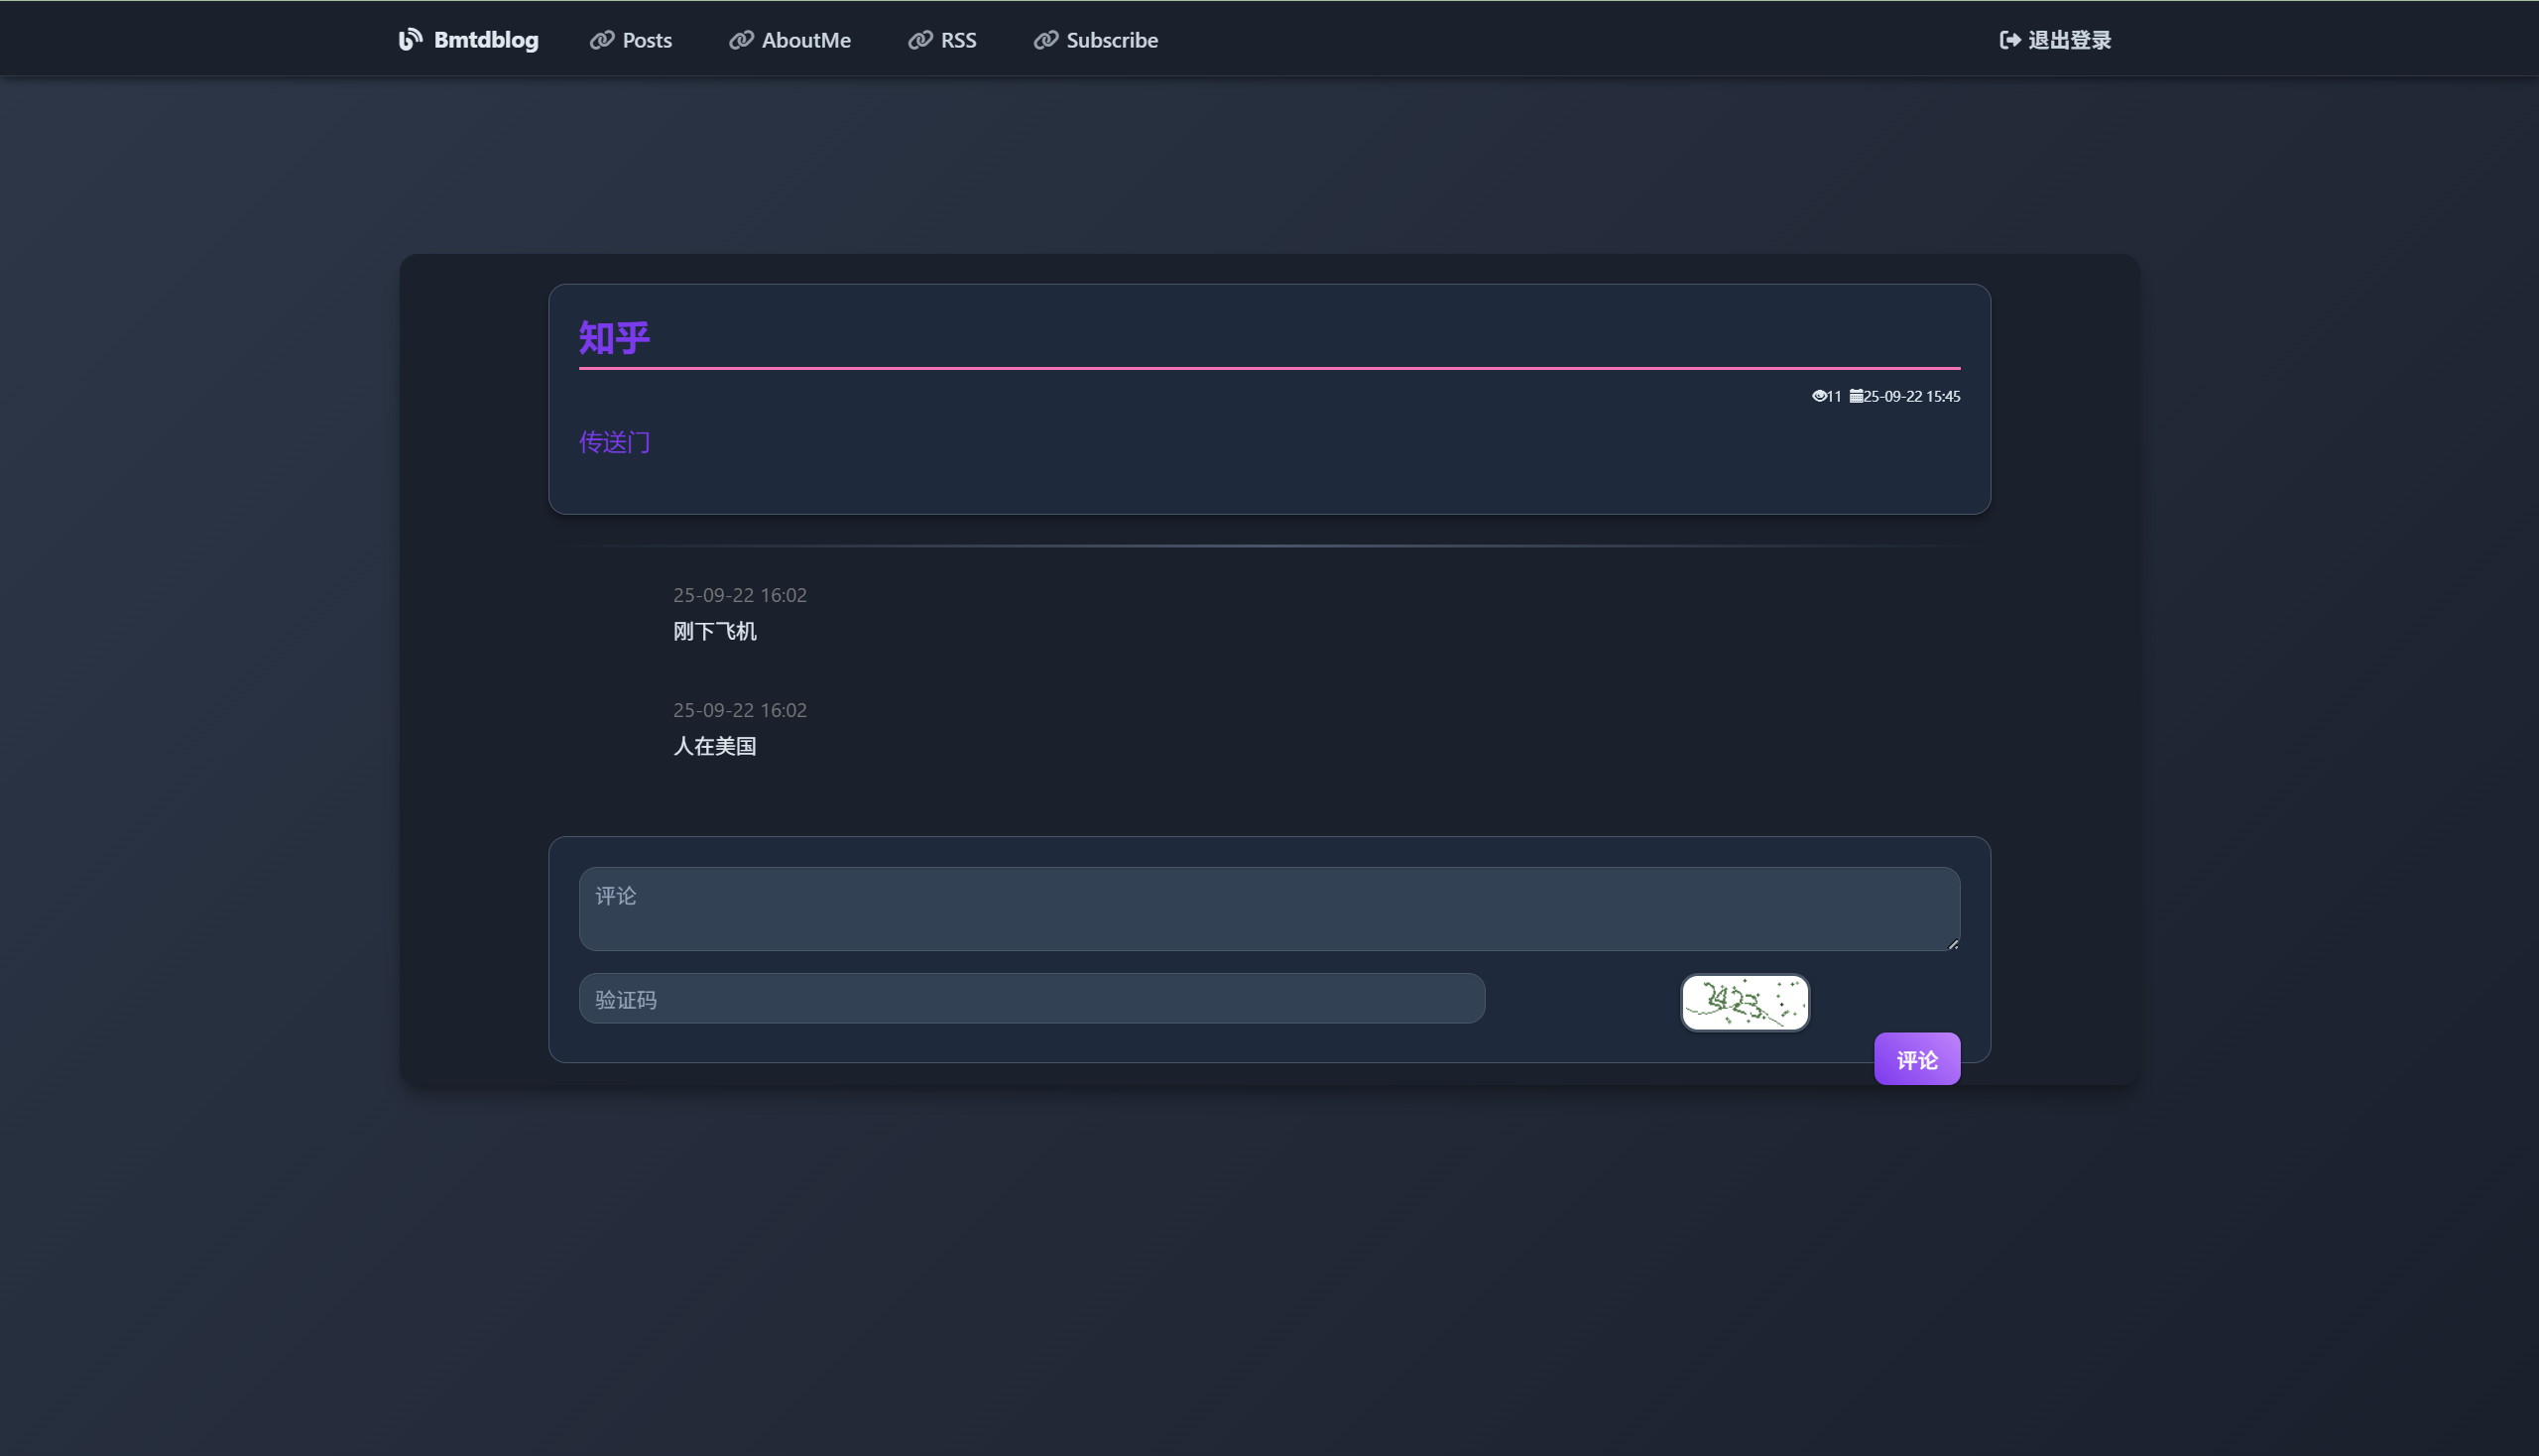 Bmtdblog Posts AboutMe RSS Subscribe 退出登录
知乎
11 25-09-22 15:45
传送门
25-09-22 16:02
刚下飞机
25-09-22 16:02
人在美国
评论
验证码
2423
评论